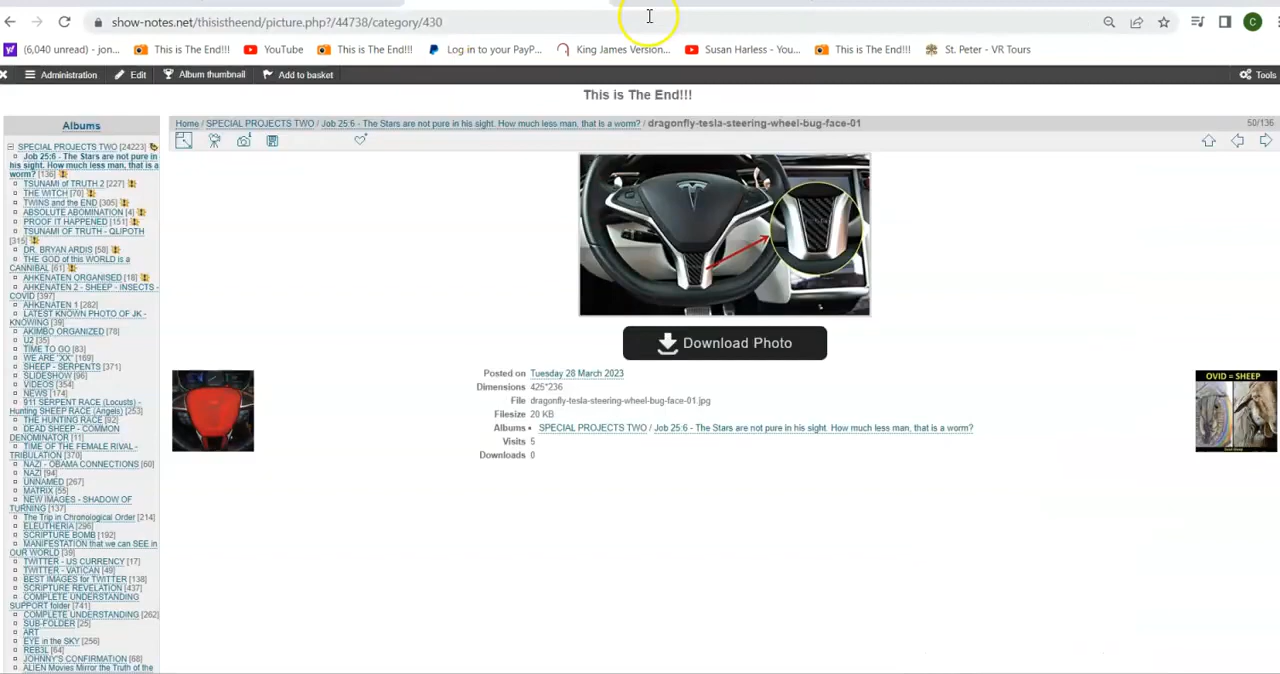 show-notes.net/thisistheend/picture.php?/44738/category/430
C
(6,040 unread) - jon...
This is The End!!!
YouTube
This is The End!!!
Log in to your PayP...
King James Version...
Susan Harless - You...
This is The End!!!
St. Peter - VR Tours
Administration
Edit
Album thumbnail
Add to basket
Tools
This is The End!!!
Albums
Home / SPECIAL PROJECTS TWO / Job 25:6 - The Stars are not pure in his sight. How much less man, that is a worm? / dragonfly-tesla-steering-wheel-bug-face-01
50/136
SPECIAL PROJECTS TWO [24223]
Job 25:6 - The Stars are not pure in
his sight. How much less man, that is a
worm? [136]
TSUNAMI of TRUTH 2 [227]
THE WITCH [70]
TWINS and the END [305]
ABSOLUTE ABOMINATION [4]
PROOF IT HAPPENED [151]
TSUNAMI OF TRUTH - QLIPOTH
[315]
DR. BRYAN ARDIS [58]
THE GOD of this WORLD is a
CANNIBAL [61]
AHKENATEN ORGANISED [18]
AHKENATEN 2 - SHEEP - INSECTS -
COVID [397]
AHKENATEN 1 [282]
LATEST KNOWN PHOTO OF JK -
KNOWING [39]
AKIMBO ORGANIZED [78]
U2 [35]
TIME TO GO [83]
WE ARE "XX" [169]
SHEEP - SERPENTS [371]
SLIDESHOW [96]
VIDEOS [354]
NEWS [174]
911 SERPENT RACE (Locusts) -
Hunting SHEEP RACE (Angels) [253]
THE HUNTING RACE [92]
DEAD SHEEP - COMMON
DENOMINATOR [11]
TIME OF THE FEMALE RIVAL -
TRIBULATION [370]
NAZI - OBAMA CONNECTIONS [60]
NAZI [94]
UNNAMED [267]
MATRIX [55]
NEW IMAGES - SHADOW OF
TURNING [137]
The Trip in Chronological Order [214]
ELEUTHERIA [296]
SCRIPTURE BOMB [192]
MANIFESTATION that we can SEE in
OUR WORLD [39]
TWITTER - US CURRENCY [17]
TWITTER - VATICAN [49]
BEST IMAGES for TWITTER [138]
SCRIPTURE REVELATION [437]
COMPLETE UNDERSTANDING
SUPPORT folder [741]
COMPLETE UNDERSTANDING [262]
SUB-FOLDER [25]
ART
EYE in the SKY [256]
REB3L [64]
JOHNNY'S CONFIRMATION [68]
ALIEN Movies Mirror the Truth of the
Download Photo
Posted on Tuesday 28 March 2023
Dimensions 425*236
File dragonfly-tesla-steering-wheel-bug-face-01.jpg
Filesize 20 KB
Albums SPECIAL PROJECTS TWO / Job 25:6 - The Stars are not pure in his sight. How much less man, that is a worm?
Visits 5
Downloads 0
OVID = SHEEP